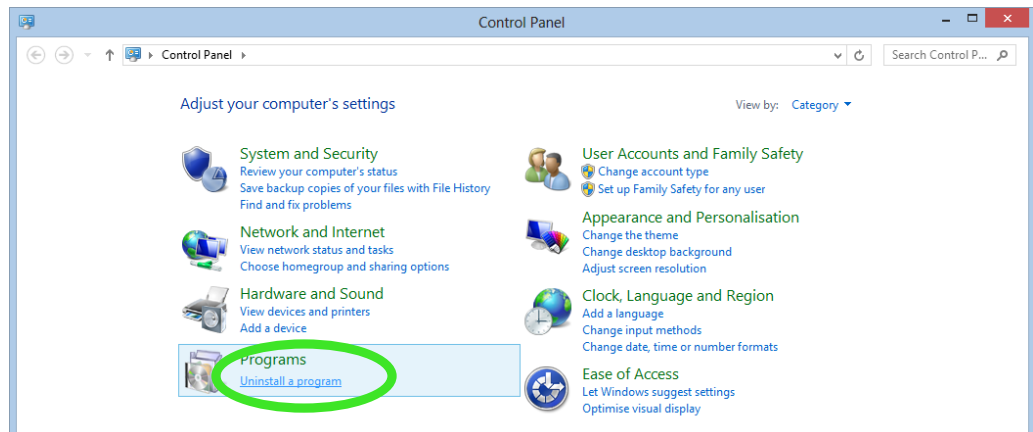 Control Panel
Control Panel
Search Control P...
Adjust your computer's settings
View by: Category
System and Security
Review your computer's status
Save backup copies of your files with File History
Find and fix problems
Network and Internet
View network status and tasks
Choose homegroup and sharing options
Hardware and Sound
View devices and printers
Add a device
Programs
Uninstall a program
User Accounts and Family Safety
Change account type
Set up Family Safety for any user
Appearance and Personalisation
Change the theme
Change desktop background
Adjust screen resolution
Clock, Language and Region
Add a language
Change input methods
Change date, time or number formats
Ease of Access
Let Windows suggest settings
Optimise visual display